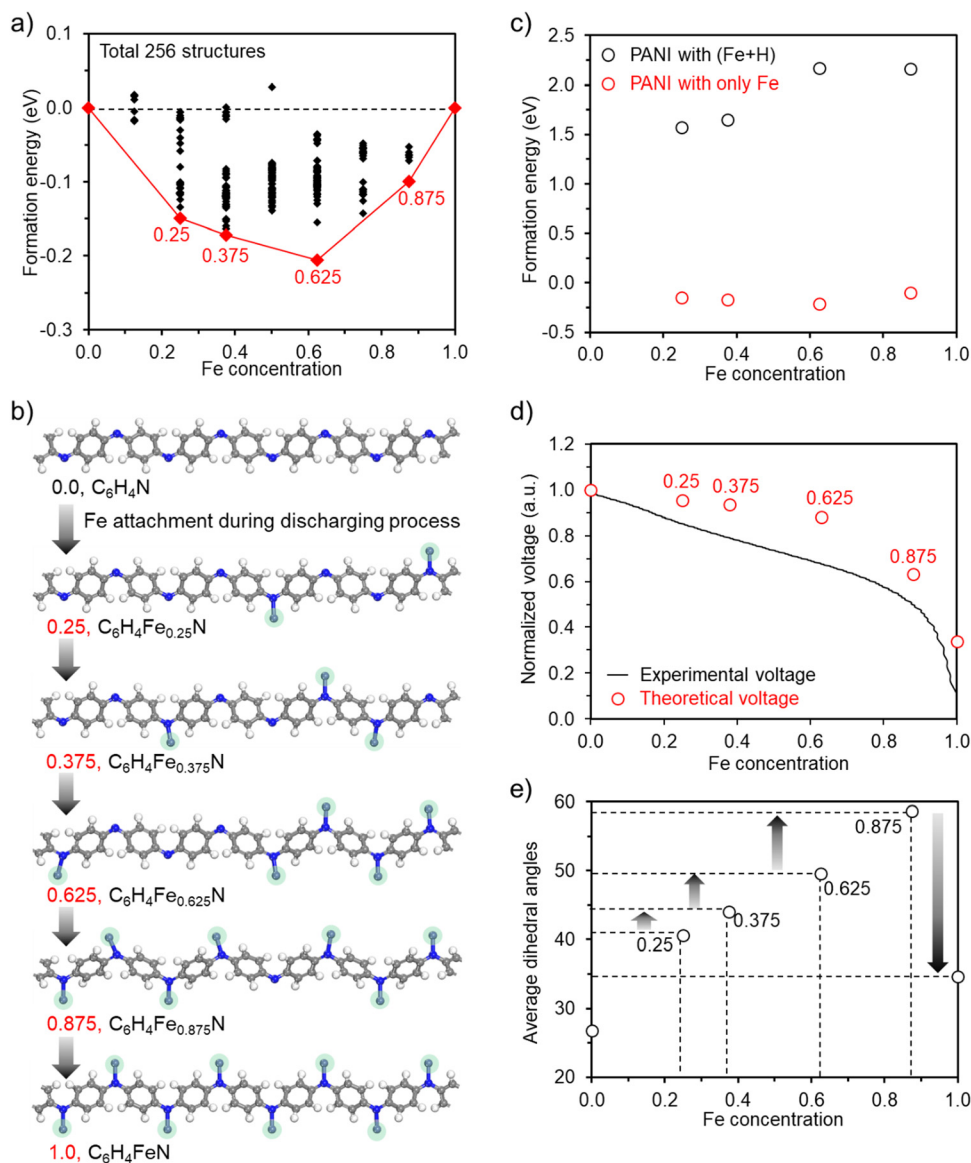 a)
Total 256 structures
0.1
0.0
-0.1
-0.2
-0.3
Formation energy (eV)
0.25
0.375
0.625
0.875
0.0 0.2 0.4 0.6 0.8 1.0
Fe concentration
b)
0.0, C₆H₄N
Fe attachment during discharging process
0.25, C₆H₄Fe₀.₂₅N
0.375, C₆H₄Fe₀.₃₇₅N
0.625, C₆H₄Fe₀.₆₂₅N
0.875, C₆H₄Fe₀.₈₇₅N
1.0, C₆H₄FeN
c)
PANI with (Fe+H)
PANI with only Fe
2.5
2.0
1.5
1.0
0.5
0.0
-0.5
Formation energy (eV)
0.0 0.2 0.4 0.6 0.8 1.0
Fe concentration
d)
1.2
1.0
0.8
0.6
0.4
0.2
0.0
Normalized voltage (a.u.)
0.25
0.375
0.625
0.875
Experimental voltage
Theoretical voltage
0.0 0.2 0.4 0.6 0.8 1.0
Fe concentration
e)
60
50
40
30
20
Average dihedral angles
0.875
0.625
0.375
0.25
0.0 0.2 0.4 0.6 0.8 1.0
Fe concentration